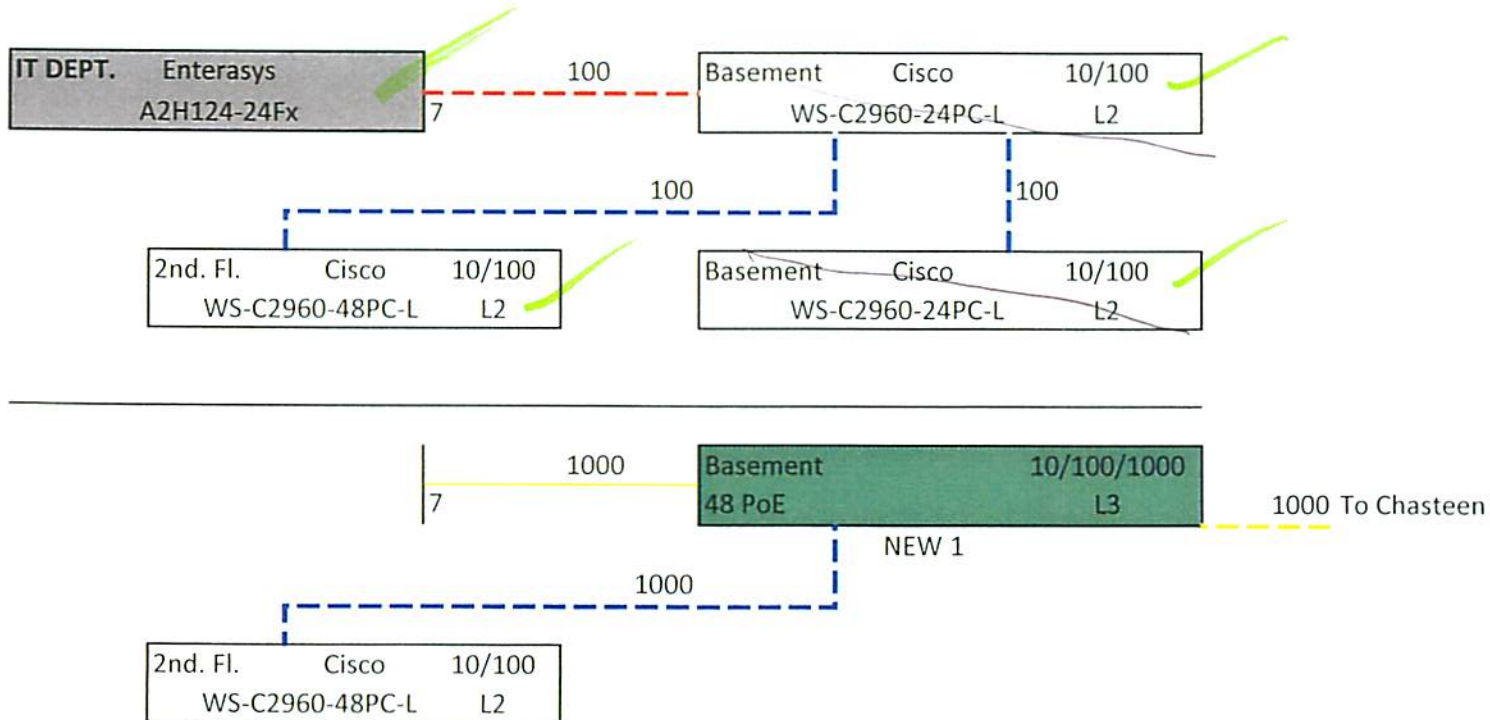 IT DEPT. Enterasys
A2H124-24Fx
7
100
Basement Cisco 10/100
WS-C2960-24PC-L L2
100
100
2nd. Fl. Cisco 10/100
WS-C2960-48PC-L L2
Basement Cisco 10/100
WS-C2960-24PC-L L2
7
1000
Basement 10/100/1000
48 PoE L3
1000 To Chasteen
NEW 1
1000
2nd. Fl. Cisco 10/100
WS-C2960-48PC-L L2